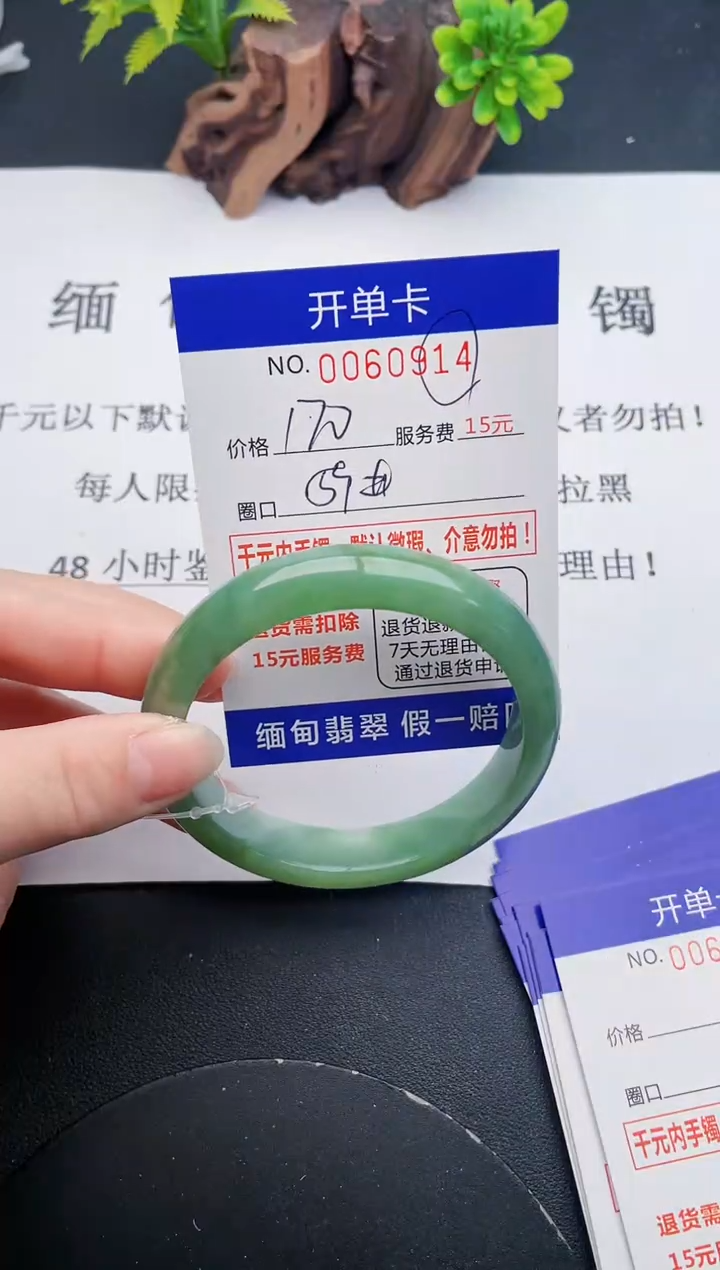 缅
镯
千元以下默
者勿拍！
每人限
拉黑
48小时鉴
理由！
开单卡
NO. 0060914
价格 服务费 15元
圈口
千元内手镯 默认微瑕、介意勿拍！
退货需扣除
15元服务费
退货退
7天无理由
通过退货申请
缅甸翡翠 假一赔
开单卡
NO. 006
价格
圈口
千元内手镯
退货需
15元